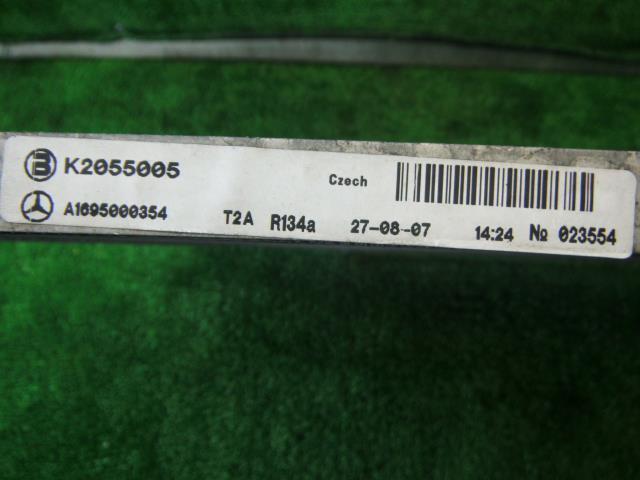 K2055005 Czech
A1695000354 T2A R134a 27-08-07 14:24 № 023554